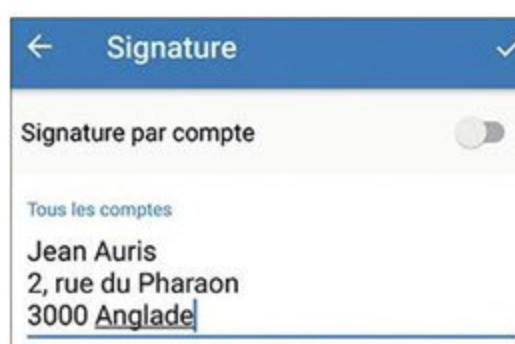 Signature
Signature par compte
Tous les comptes
Jean Auris
2, rue du Pharaon
3000 Anglade